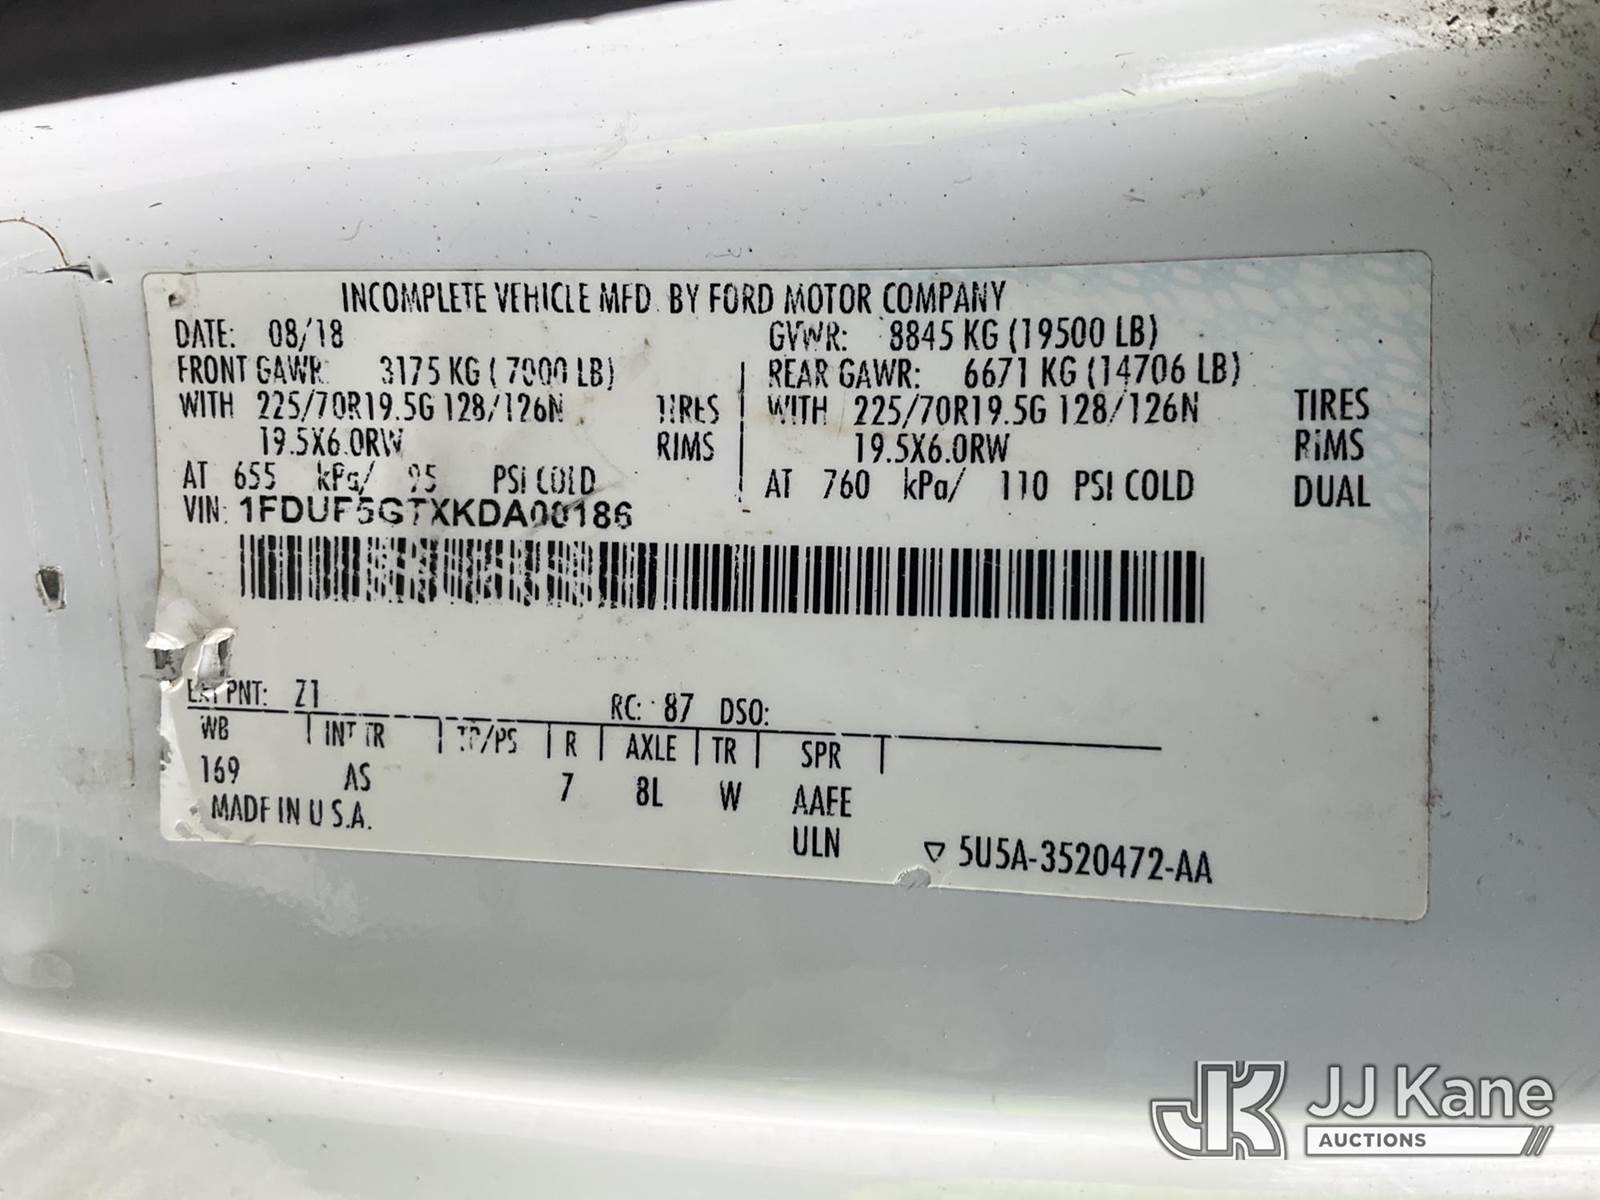 INCOMPLETE VEHICLE MFD. BY FORD MOTOR COMPANY
DATE: 08/18 GVWR: 8845 KG (19500 LB)
FRONT GAWR: 3175 KG ( 7000 LB) REAR GAWR: 6671 KG (14706 LB)
WITH 225/70R19.5G 128/126N TIRES WITH 225/70R19.5G 128/126N TIRES
19.5X6.0RW RIMS 19.5X6.0RW RIMS
AT 655 kPa/ 95 PSI COLD AT 760 kPa/ 110 PSI COLD DUAL
VIN: 1FDUF5GTXKDA00186
EXT PNT: Z1 RC: 87 DSO:
WB INT TR TP/PS R AXLE TR SPR
169 AS 7 8L W AAFE
MADE IN U.S.A. ULN
5U5A-3520472-AA
JK JJ Kane
AUCTIONS